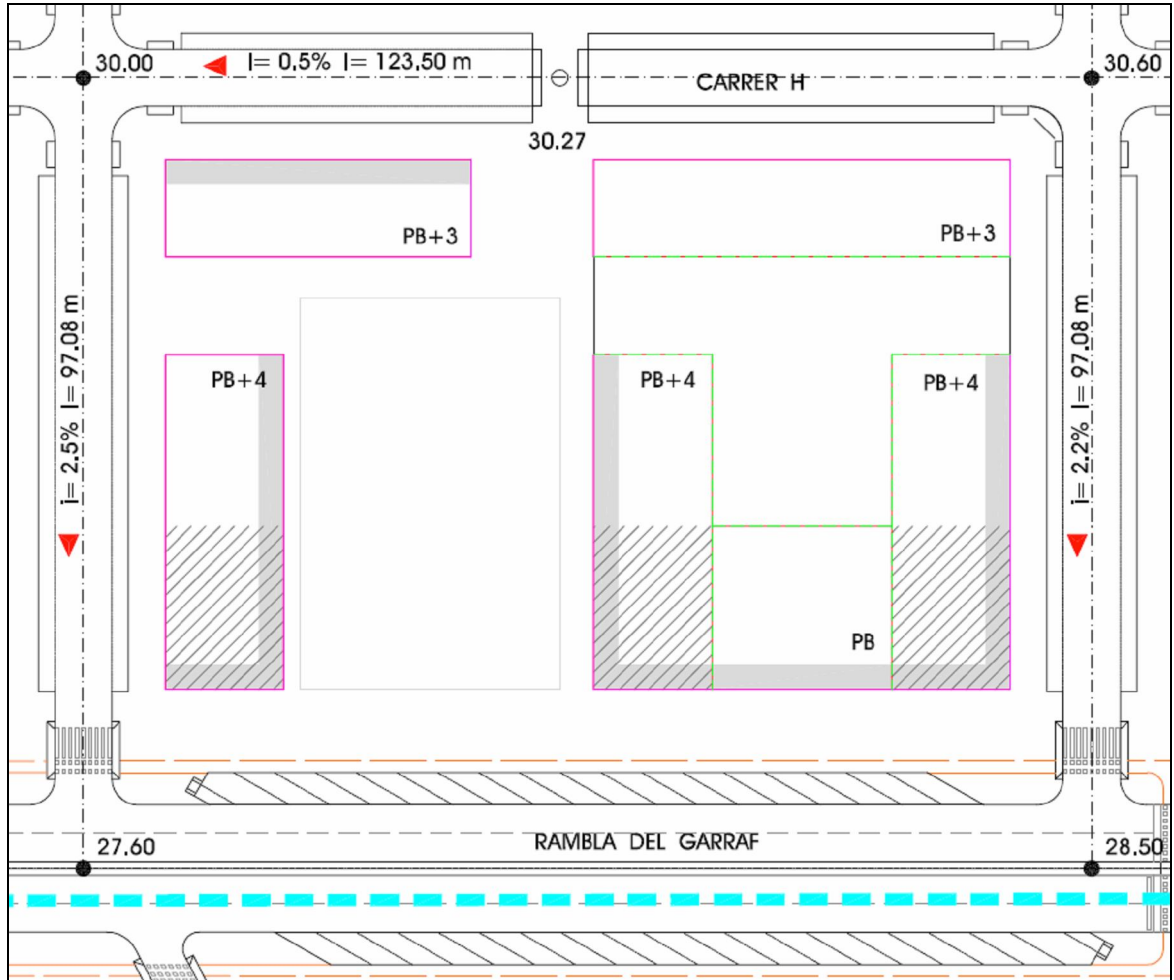 30.00
I= 0,5% I= 123.50 m
30.60
CARRER H
30.27
PB+3
PB+3
i= 2.5% I= 97.08 m
i= 2.2% I= 97.08 m
PB+4
PB+4
PB+4
PB
27.60
RAMBLA DEL GARRAF
28.50